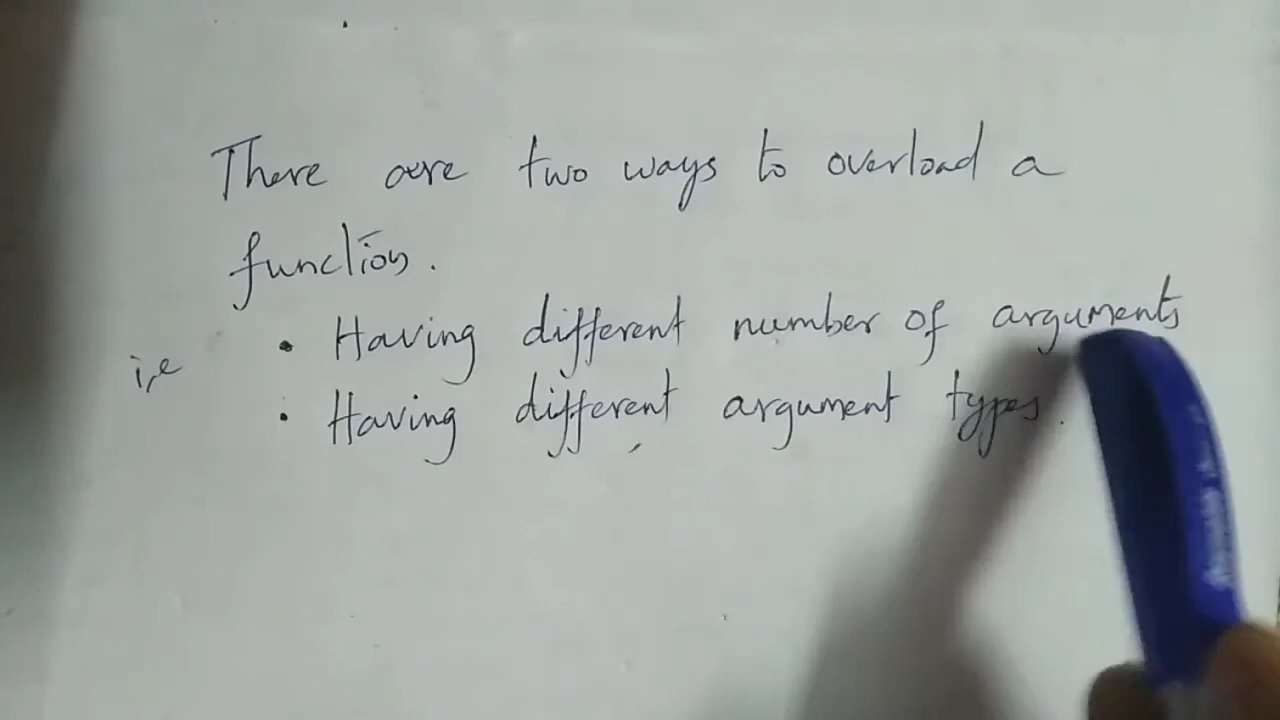 There are two ways to overload a
function.
i,e • Having different number of arguments
• Having different argument types.